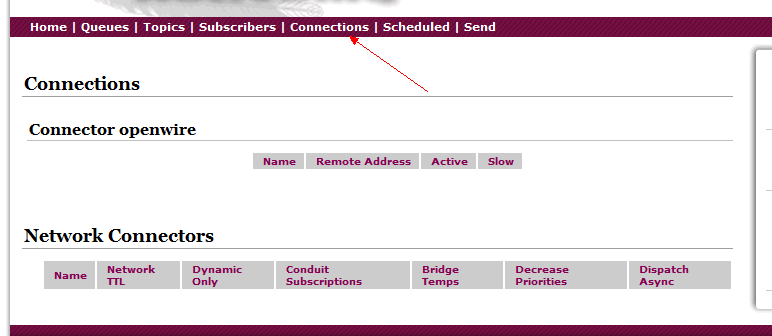 Home | Queues | Topics | Subscribers | Connections | Scheduled | Send
Connections
Connector openwire
Name Remote Address Active Slow
Network Connectors
Name Network TTL Dynamic Only Conduit Subscriptions Bridge Temps Decrease Priorities Dispatch Async